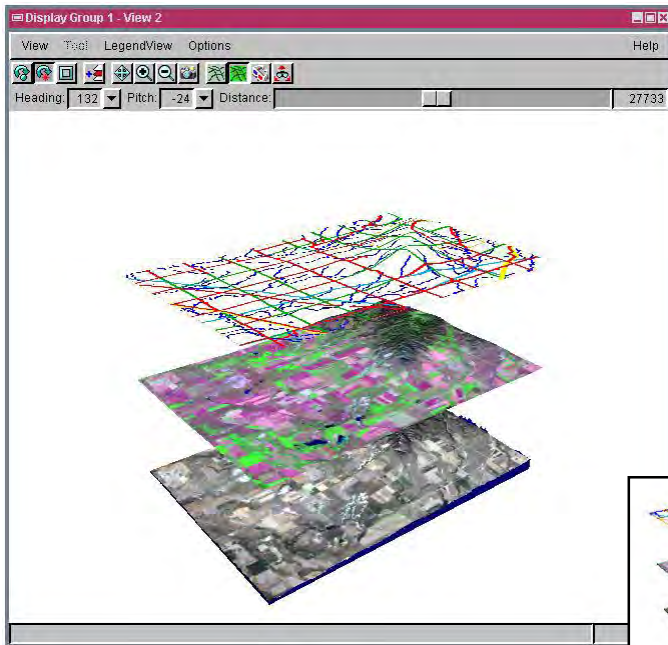 Display Group 1 - View 2
View Tool LegendView Options Help
Heading: 132 Pitch: -24 Distance: 27733